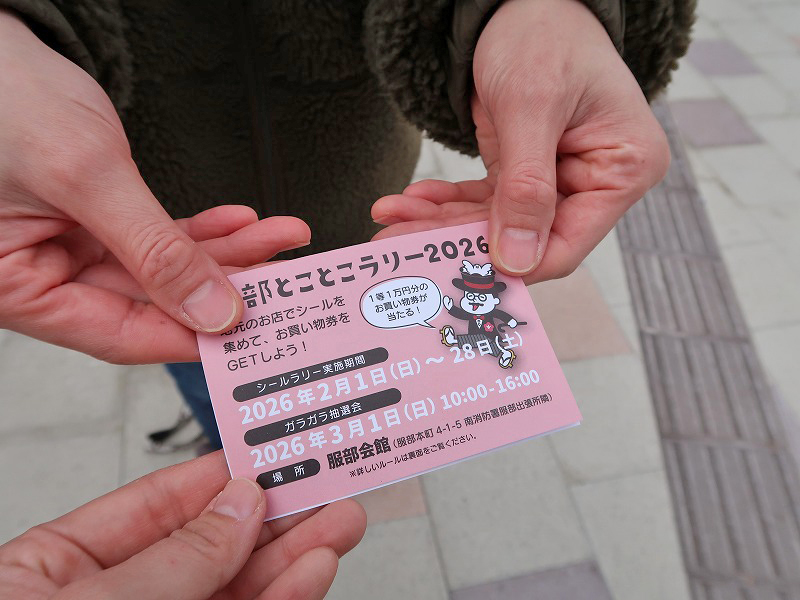 部とことこラリー2026
元のお店でシールを
集めて、お買い物券を
GETしよう！
1等1万円分の
お買い物券が
当たる！
シールラリー実施期間
2026年2月1日(日)～28日(土)
ガラガラ抽選会
2026年3月1日(日)10:00-16:00
場所 服部会館(服部本町4-1-5 南消防署服部出張所隣)
※詳しいルールは裏面をご覧ください。